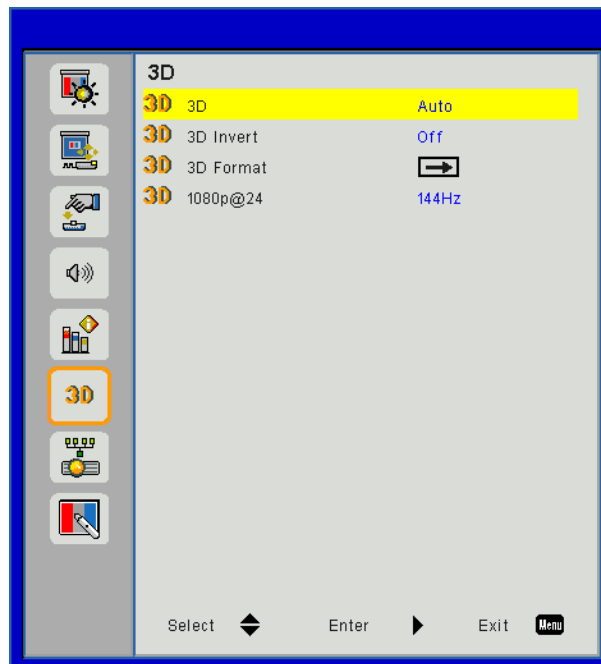 3D
3D 3D Auto
3D 3D Invert Off
3D 3D Format
3D 1080p@24 144Hz
3D
Select Enter Exit Menu